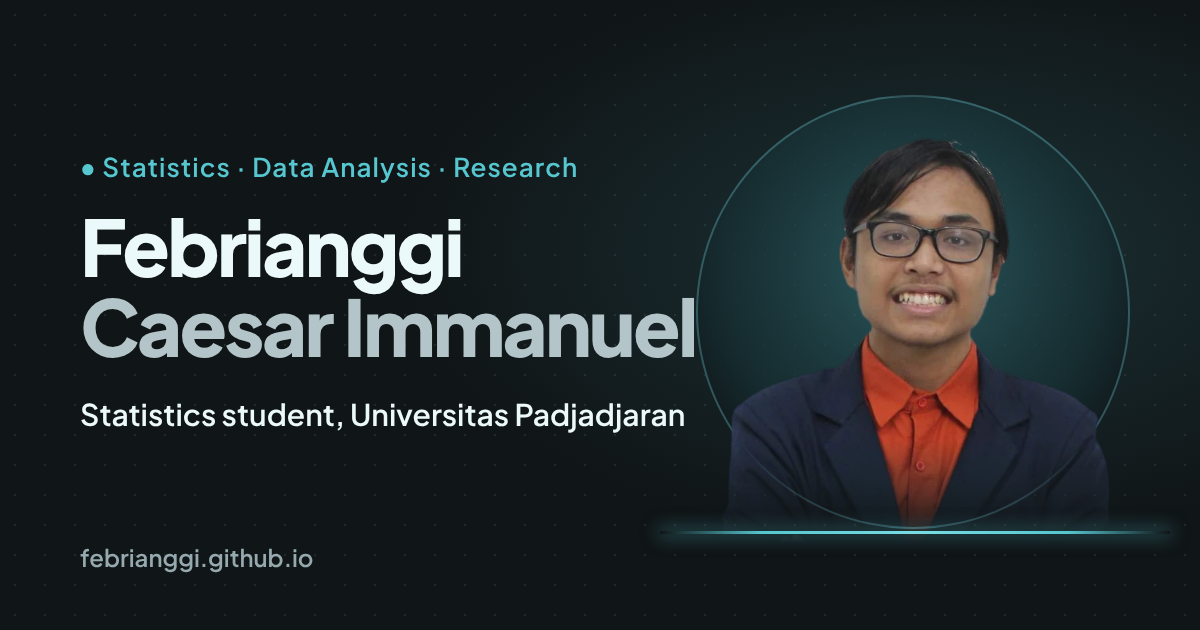 • Statistics · Data Analysis · Research
Febrianggi
Caesar Immanuel
Statistics student, Universitas Padjadjaran
febrianggi.github.io